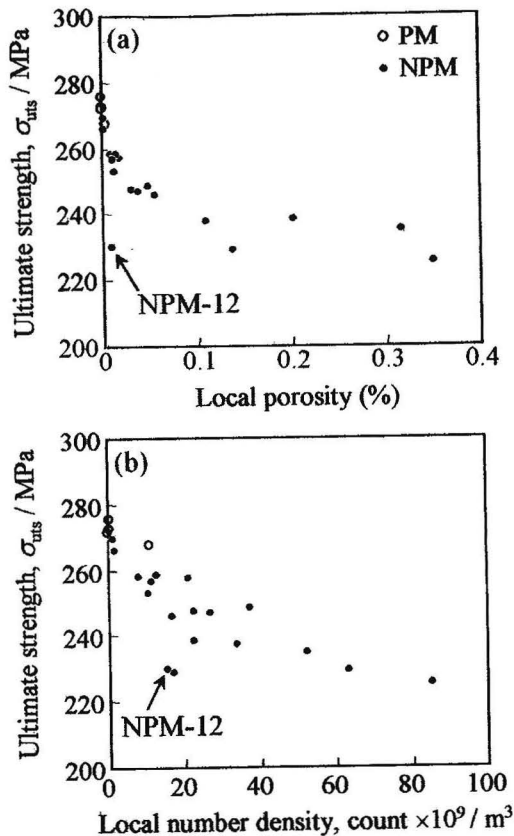 (a)
PM
NPM
300
280
260
240
220
200
Ultimate strength, σuts / MPa
NPM-12
0 0.1 0.2 0.3 0.4
Local porosity (%)
(b)
300
280
260
240
220
200
Ultimate strength, σuts / MPa
NPM-12
0 20 40 60 80 100
Local number density, count ×10⁹ / m³